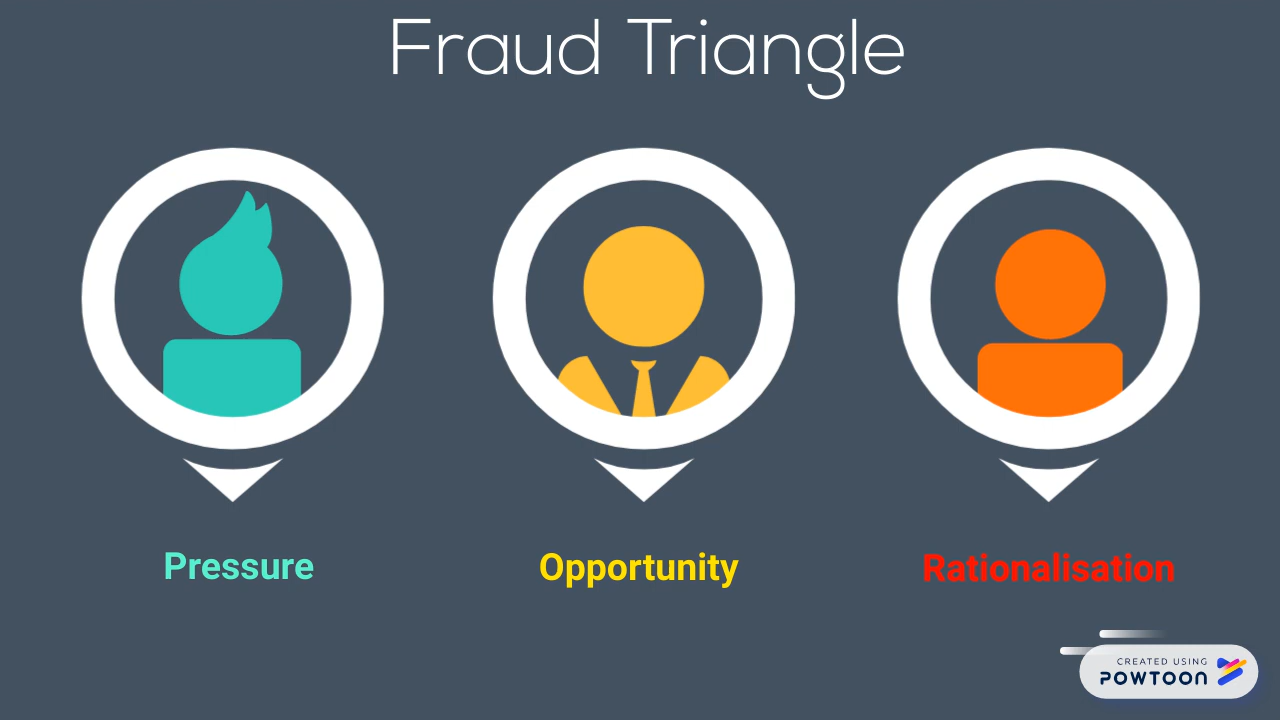 Fraud Triangle
Pressure
Opportunity
Rationalisation
CREATED USING
POWTOON